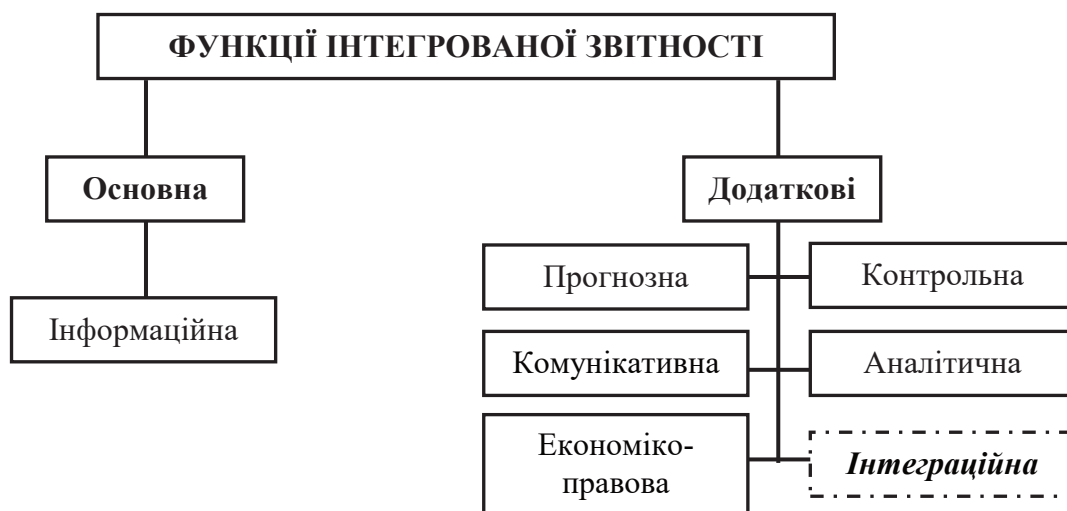 ФУНКЦІЇ ІНТЕГРОВАНОЇ ЗВІТНОСТІ
Основна
Додаткові
Інформаційна
Прогнозна
Контрольна
Комунікативна
Аналітична
Економіко-
правова
Інтеграційна